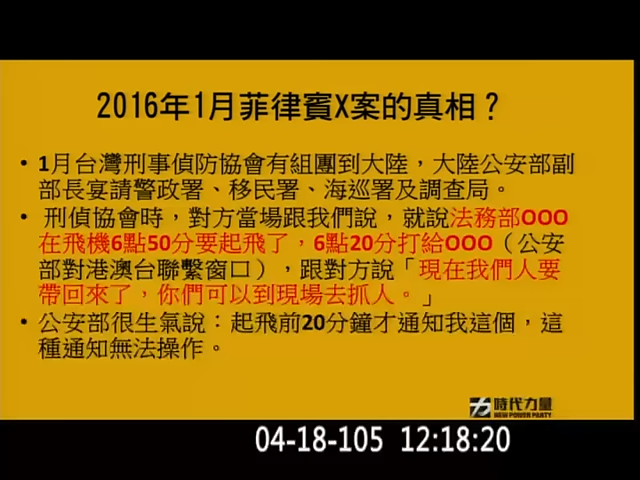 2016年1月菲律賓X案的真相？
• 1月台灣刑事偵防協會有組團到大陸，大陸公安部副
部長宴請警政署、移民署、海巡署及調查局。
• 刑偵協會時，對方當場跟我們說，就說法務部OOO
在飛機6點50分要起飛了，6點20分打給OOO（公安
部對港澳台聯繫窗口），跟對方說「現在我們人要
帶回來了，你們可以到現場去抓人。」
• 公安部很生氣說：起飛前20分鐘才通知我這個，這
種通知無法操作。
時代力量
NEW POWER PARTY
04-18-105 12:18:20